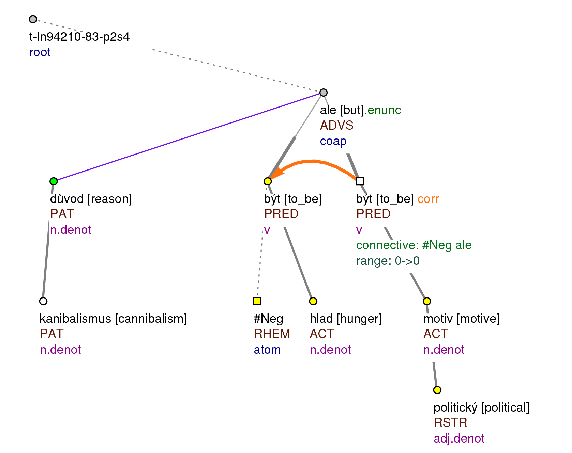 t-ln94210-83-p2s4
root
ale [but].enunc
ADVS
coap
důvod [reason]
PAT
n.denot
být [to_be]
PRED
v
být [to_be] corr
PRED
v
connective: #Neg ale
range: 0->0
kanibalismus [cannibalism]
PAT
n.denot
#Neg
RHEM
atom
hlad [hunger]
ACT
n.denot
motiv [motive]
ACT
n.denot
politický [political]
RSTR
adj.denot